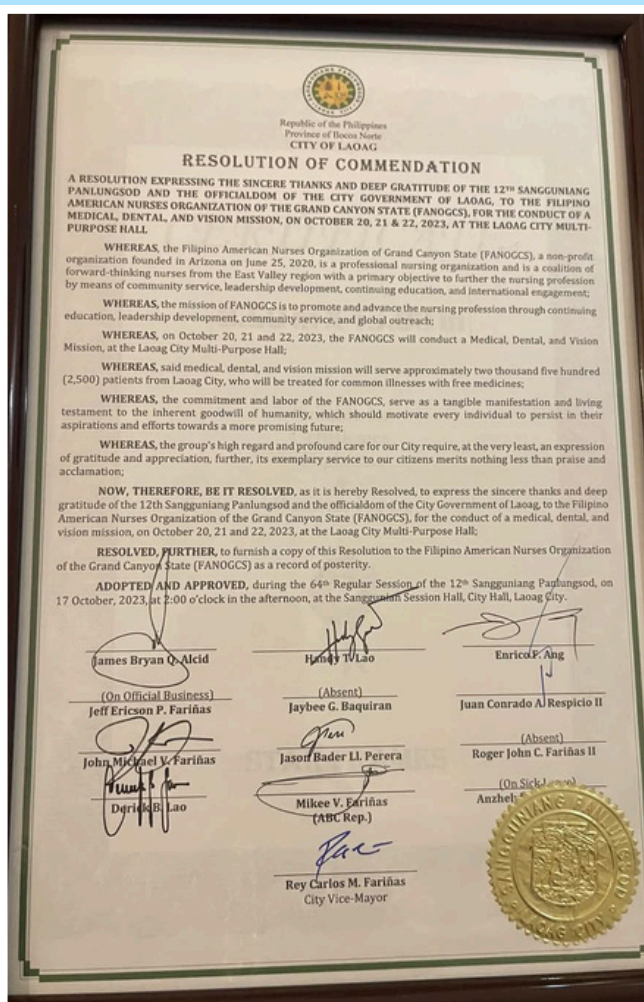 Republic of the Philippines
Province of Ilocos Norte
CITY OF LAOAG
RESOLUTION OF COMMENDATION
A RESOLUTION EXPRESSING THE SINCERE THANKS AND DEEP GRATITUDE OF THE 12TH SANGGUNIANG
PANLUNGSOD AND THE OFFICIALDOM OF THE CITY GOVERNMENT OF LAOAG, TO THE FILIPINO
AMERICAN NURSES ORGANIZATION OF THE GRAND CANYON STATE (FANOGCS), FOR THE CONDUCT OF A
MEDICAL, DENTAL, AND VISION MISSION, ON OCTOBER 20, 21 & 22, 2023, AT THE LAOAG CITY MULTI-
PURPOSE HALL
WHEREAS, the Filipino American Nurses Organization of Grand Canyon State (FANOGCS), a non-profit
organization founded in Arizona on June 25, 2020, is a professional nursing organization and is a coalition of
forward-thinking nurses from the East Valley region with a primary objective to further the nursing profession
by means of community service, leadership development, continuing education, and international engagement;
WHEREAS, the mission of FANOGCS is to promote and advance the nursing profession through continuing
education, leadership development, community service, and global outreach;
WHEREAS, on October 20, 21 and 22, 2023, the FANOGCS will conduct a Medical, Dental, and Vision
Mission, at the Laoag City Multi-Purpose Hall;
WHEREAS, said medical, dental, and vision mission will serve approximately two thousand five hundred
(2,500) patients from Laoag City, who will be treated for common illnesses with free medicines;
WHEREAS, the commitment and labor of the FANOGCS, serve as a tangible manifestation and living
testament to the inherent goodwill of humanity, which should motivate every individual to persist in their
aspirations and efforts towards a more promising future;
WHEREAS, the group's high regard and profound care for our City require, at the very least, an expression
of gratitude and appreciation, further, its exemplary service to our citizens merits nothing less than praise and
acclamation;
NOW, THEREFORE, BE IT RESOLVED, as it is hereby Resolved, to express the sincere thanks and deep
gratitude of the 12th Sangguniang Panlungsod and the officialdom of the City Government of Laoag, to the Filipino
American Nurses Organization of the Grand Canyon State (FANOGCS), for the conduct of a medical, dental, and
vision mission, on October 20, 21 and 22, 2023, at the Laoag City Multi-Purpose Hall;
RESOLVED, FURTHER, to furnish a copy of this Resolution to the Filipino American Nurses Organization
of the Grand Canyon State (FANOGCS) as a record of posterity.
ADOPTED AND APPROVED, during the 64th Regular Session of the 12th Sangguniang Panlungsod, on
17 October, 2023, at 2:00 o'clock in the afternoon, at the Sanggunian Session Hall, City Hall, Laoag City.
James Bryan Q. Alcid
Handy T. Lao
Enrico F. Ang
(On Official Business)
Jeff Ericson P. Fariñas
(Absent)
Jaybee G. Baquiran
Juan Conrado A. Respicio II
John Michael V. Fariñas
Jason Bader Ll. Perera
(Absent)
Roger John C. Fariñas II
Derick B. Lao
Mikee V. Fariñas
(ABC Rep.)
(On Sick
Rey Carlos M. Fariñas
City Vice-Mayor
SANGGUNIANG PANLUNGSOD
LAOAG CITY